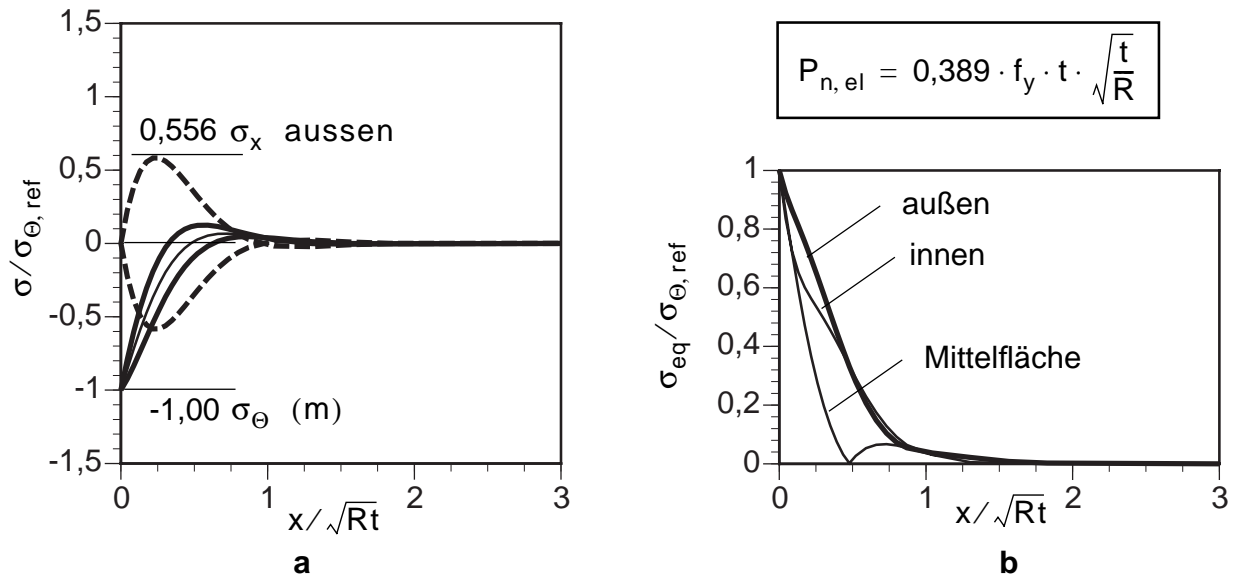 1,5
1
0,5
0
-0,5
-1
-1,5
σ/σΘ, ref
0,556 σx aussen
-1,00 σΘ (m)
0 1 2 3
x/√Rt
a
Pn, el = 0,389 · fy · t · √t/R
1
0,8
0,6
0,4
0,2
0
σeq/σΘ, ref
außen
innen
Mittelfläche
0 1 2 3
x/√Rt
b